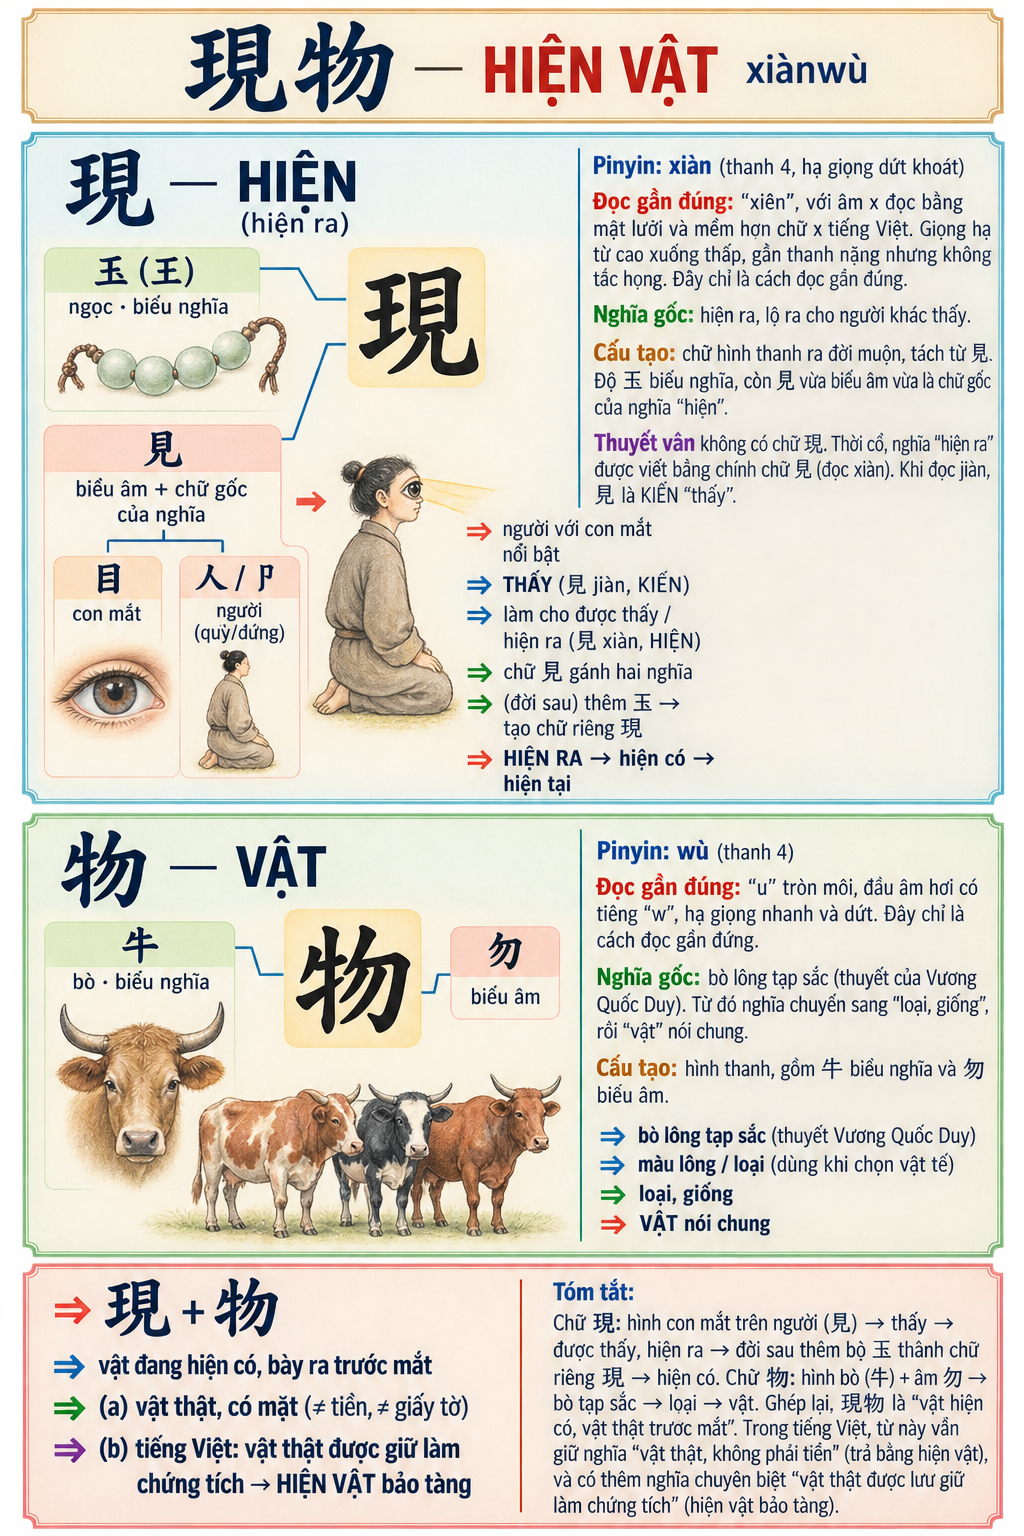 現物 — HIỆN VẬT xiànwù
現 — HIỆN
(hiện ra)
玉 (王)
ngọc · biếu nghĩa
現
見
biểu âm + chữ gốc
của nghĩa
目
con mắt
人 / 卩
người
(quỳ/đứng)
Pinyin: xiàn (thanh 4, hạ giọng dứt khoát)
Đọc gần đúng: “xiên”, với âm x đọc bằng
mặt lưỡi và mềm hơn chữ x tiếng Việt. Giọng hạ
từ cao xuống thấp, gần thanh nặng nhưng không
tắc họng. Đây chỉ là cách đọc gần đúng.
Nghĩa gốc: hiện ra, lộ ra cho người khác thấy.
Cấu tạo: chữ hình thanh ra đời muộn, tách từ 見.
Độ 玉 biếu nghĩa, còn 見 vừa biếu âm vừa là chữ gốc
của nghĩa “hiện”.
Thuyết vân không có chữ 現. Thời cổ, nghĩa “hiện ra”
được viết bằng chính chữ 見 (đọc xiàn). Khi đọc jiàn,
見 là KIẾN “thấy”.
⇒ người với con mắt
nổi bật
⇒ THẤY (見 jiàn, KIẾN)
⇒ làm cho được thấy /
hiện ra (見 xiàn, HIỆN)
⇒ chữ 見 gánh hai nghĩa
⇒ (đời sau) thêm 玉 →
tạo chữ riêng 現
⇒ HIỆN RA → hiện có →
hiện tại
物 — VẬT
牛
bò · biếu nghĩa
物
勿
biếu âm
Pinyin: wù (thanh 4)
Đọc gần đúng: “u” tròn môi, đầu âm hơi có
tiêng “w”, hạ giọng nhanh và dứt. Đây chỉ là
cách đọc gần đứng.
Nghĩa gốc: bò lông tạp sắc (thuyết của Vương
Quốc Duy). Từ đó nghĩa chuyển sang “loại, giống”,
rồi “vật” nói chung.
Cấu tạo: hình thanh, gồm 牛 biểu nghĩa và 勿
biếu âm.
⇒ bò lông tạp sắc (thuyết Vương Quốc Duy)
⇒ màu lông / loại (dùng khi chọn vật tế)
⇒ loại, giống
⇒ VẬT nói chung
⇒ 現 + 物
⇒ vật đang hiện có, bày ra trước mắt
⇒ (a) vật thật, có mặt (≠ tiền, ≠ giấy tờ)
⇒ (b) tiếng Việt: vật thật được giữ làm
chứng tích → HIỆN VẬT bảo tàng
Tóm tắt:
Chữ 現: hình con mắt trên người (見) → thấy →
được thấy, hiện ra → đời sau thêm bộ 玉 thânh chữ
riêng 現 → hiện có. Chữ 物: hình bò (牛) + âm 勿 →
bò tạp sắc → loại → vật. Ghép lại, 現物 là “vật hiện
có, vật thật trươc mắt”. Trong tiếng Việt, từ này vẫn
giữ nghĩa “vật thật, không phải tiền” (trả bằng hiện vật),
và có thêm nghĩa chuyên biệt “vật thật được lưu giữ
làm chứng tích” (hiện vật bảo tàng).